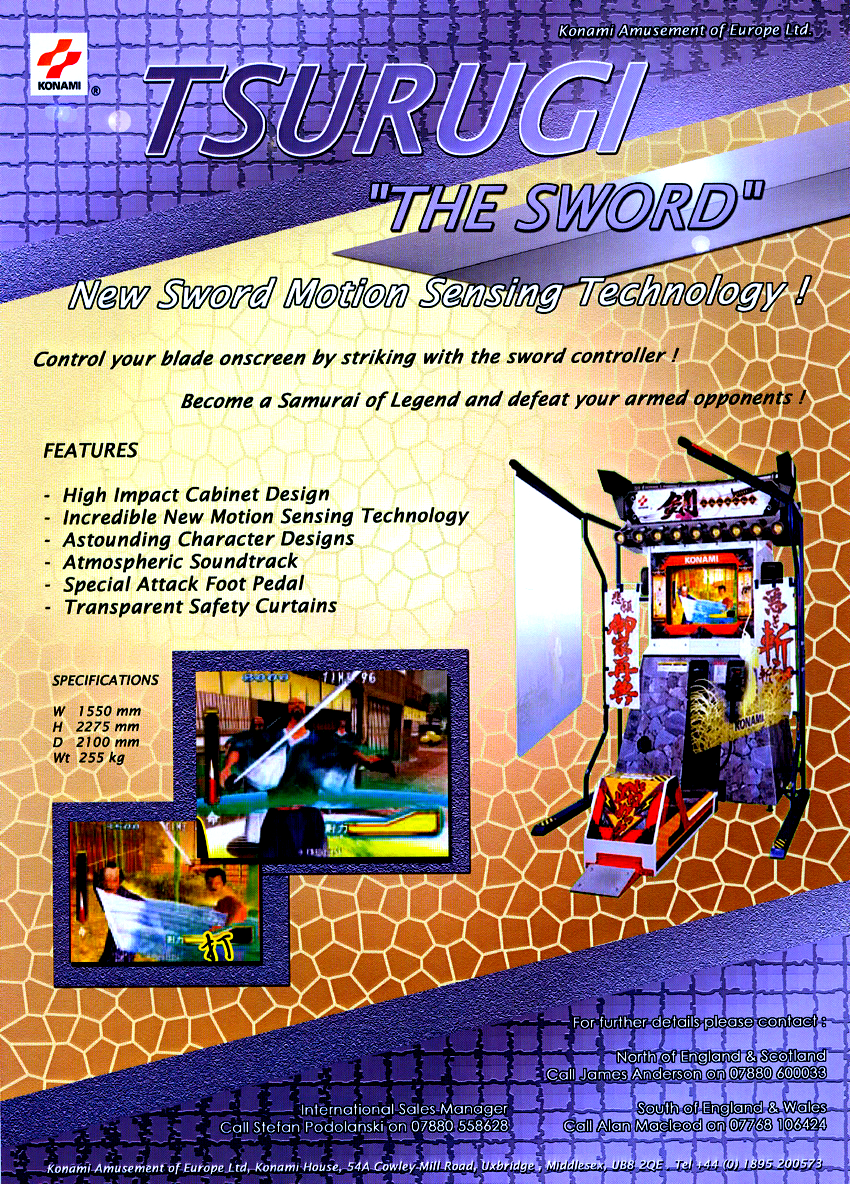 Konami Amusement of Europe Ltd.
KONAMI ®
TSURUGI
"THE SWORD"
New Sword Motion Sensing Technology !
Control your blade onscreen by striking with the sword controller !
Become a Samurai of Legend and defeat your armed opponents !
FEATURES
- High Impact Cabinet Design
- Incredible New Motion Sensing Technology
- Astounding Character Designs
- Atmospheric Soundtrack
- Special Attack Foot Pedal
- Transparent Safety Curtains
剣
KONAMI
KONAMI
SPECIFICATIONS
W 1550 mm
H 2275 mm
D 2100 mm
Wt 255 kg
TIME 96
打
For further details please contact :
North of England & Scotland
Call James Anderson on 07880 600033
International Sales Manager
Call Stefan Podolanski on 07880 558628
South of England & Wales
Call Alan Macleod on 07768 106424
Konami Amusement of Europe Ltd, Konami House, 54A Cowley Mill Road, Uxbridge , Middlesex, UB8 2QE . Tel +44 (0) 1895 200573